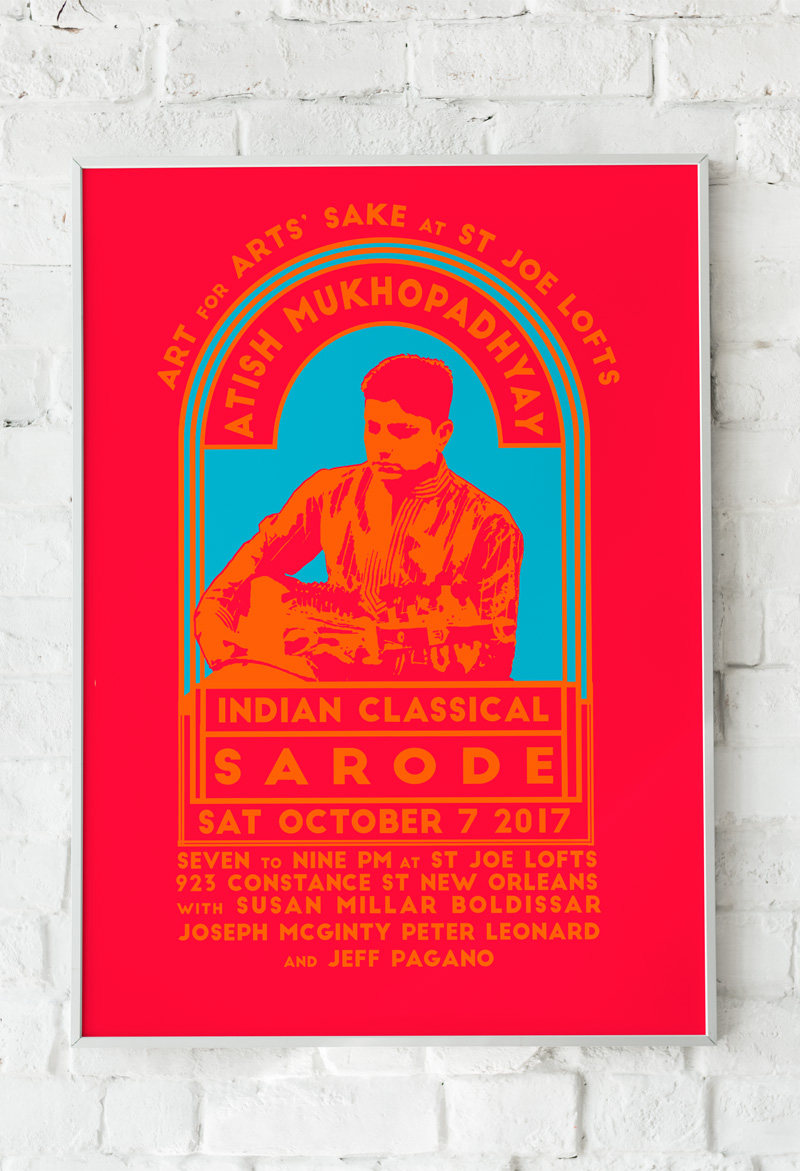 ART FOR ARTS' SAKE AT ST JOE LOFTS
ATISH MUKHOPADHYAY
INDIAN CLASSICAL
SARODE
SAT OCTOBER 7 2017
SEVEN TO NINE PM AT ST JOE LOFTS
923 CONSTANCE ST NEW ORLEANS
WITH SUSAN MILLAR BOLDISSAR
JOSEPH MCGINTY PETER LEONARD
AND JEFF PAGANO